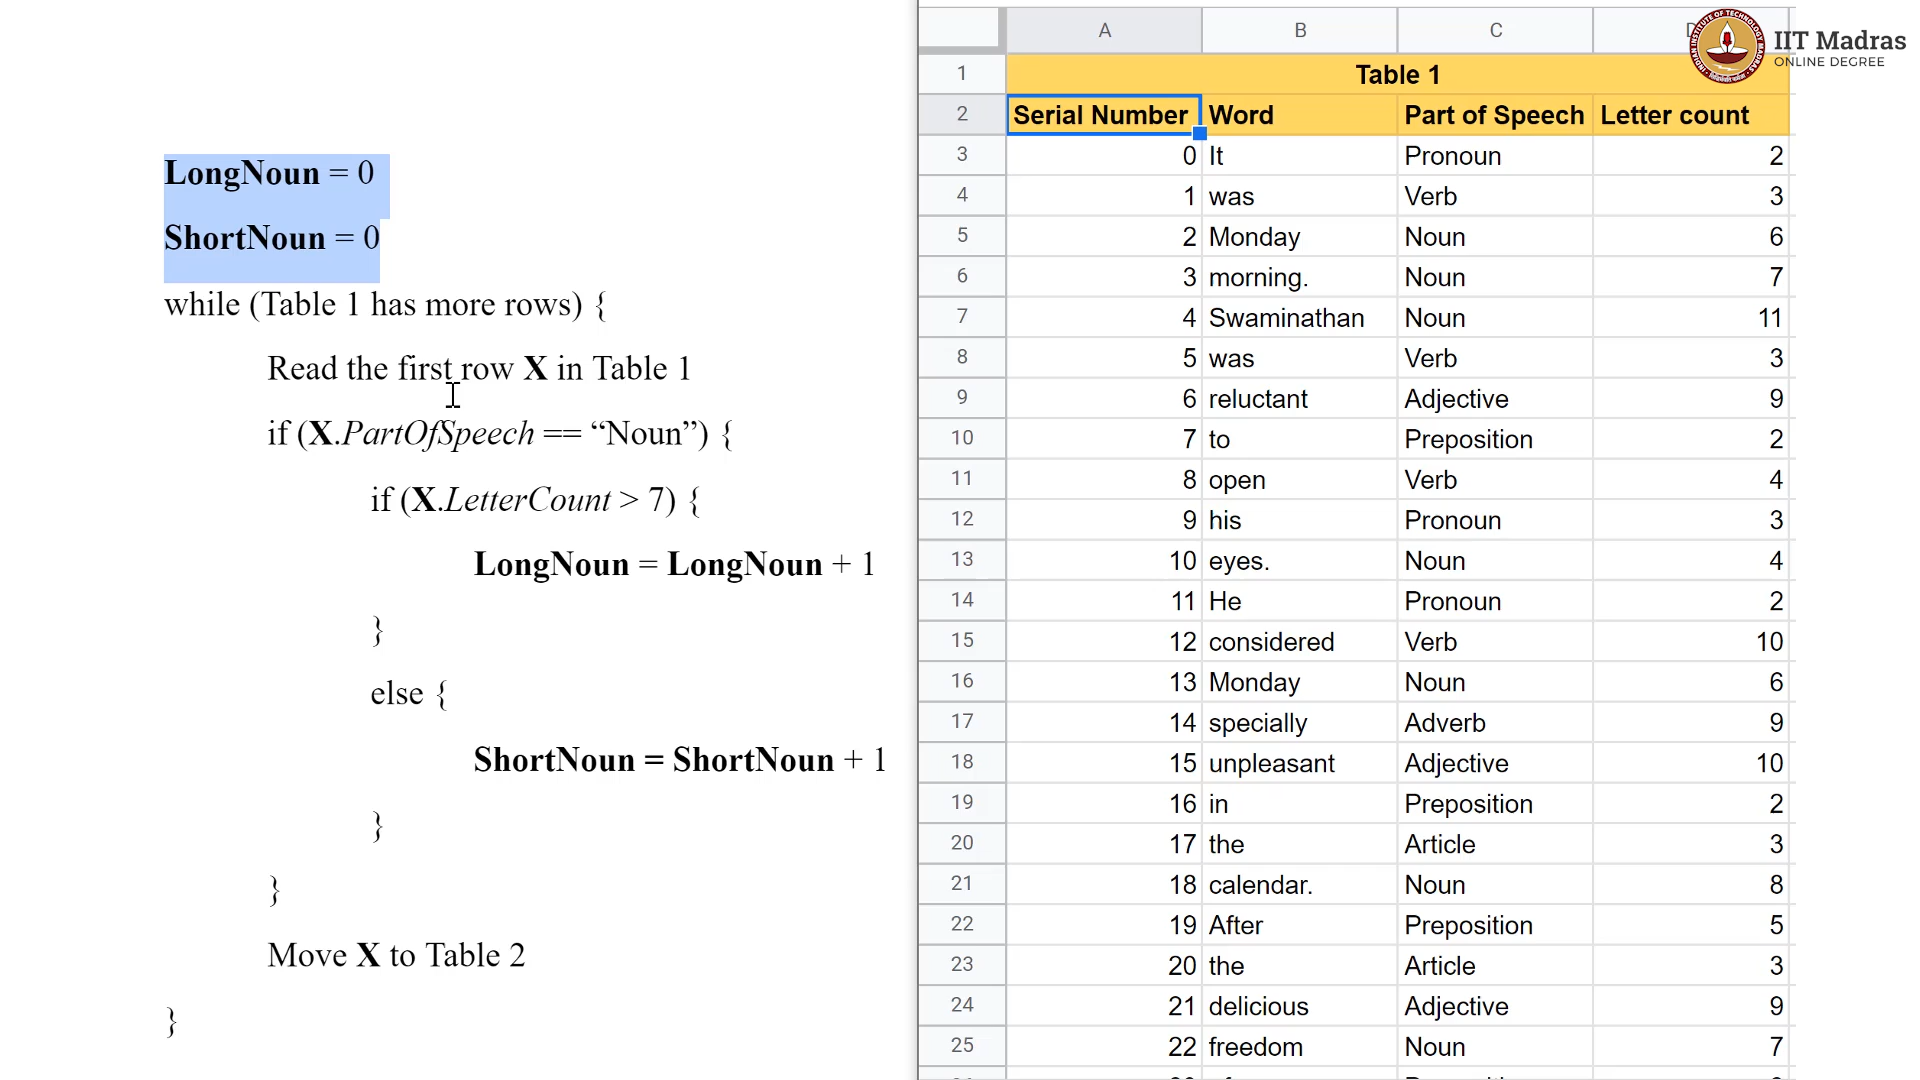 LongNoun = 0
ShortNoun = 0
while (Table 1 has more rows) {
Read the first row X in Table 1
if (X.PartOfSpeech == “Noun”) {
if (X.LetterCount > 7) {
LongNoun = LongNoun + 1
}
else {
ShortNoun = ShortNoun + 1
}
}
Move X to Table 2
}
A B C D
IIT Madras
ONLINE DEGREE
1 Table 1
2 Serial Number Word Part of Speech Letter count
3 0 It Pronoun 2
4 1 was Verb 3
5 2 Monday Noun 6
6 3 morning. Noun 7
7 4 Swaminathan Noun 11
8 5 was Verb 3
9 6 reluctant Adjective 9
10 7 to Preposition 2
11 8 open Verb 4
12 9 his Pronoun 3
13 10 eyes. Noun 4
14 11 He Pronoun 2
15 12 considered Verb 10
16 13 Monday Noun 6
17 14 specially Adverb 9
18 15 unpleasant Adjective 10
19 16 in Preposition 2
20 17 the Article 3
21 18 calendar. Noun 8
22 19 After Preposition 5
23 20 the Article 3
24 21 delicious Adjective 9
25 22 freedom Noun 7